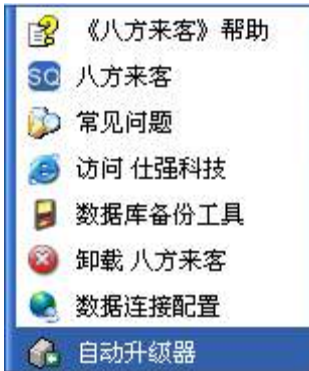 《八方来客》帮助
SQ 八方来客
常见问题
访问 仕强科技
数据库备份工具
卸载 八方来客
数据连接配置
自动升级器